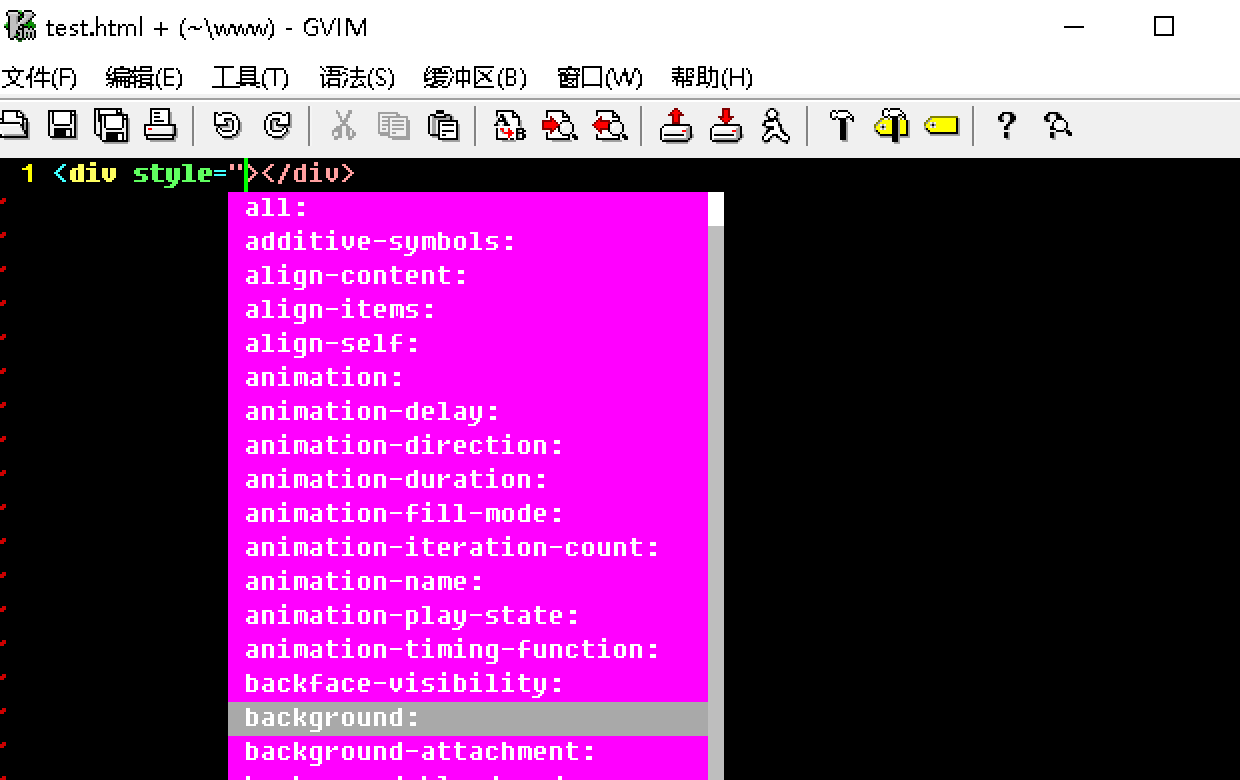 test.html + (~\www) - GVIM
文件(F) 编辑(E) 工具(T) 语法(S) 缓冲区(B) 窗口(W) 帮助(H)
1 <div style="></div>
all:
additive-symbols:
align-content:
align-items:
align-self:
animation:
animation-delay:
animation-direction:
animation-duration:
animation-fill-mode:
animation-iteration-count:
animation-name:
animation-play-state:
animation-timing-function:
backface-visibility:
background:
background-attachment: